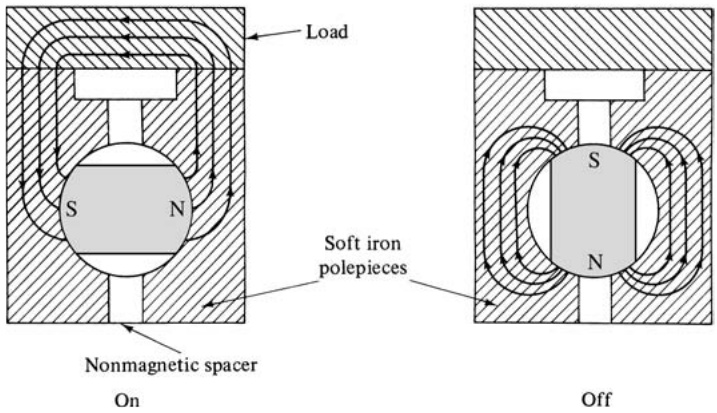 Load
S
N
S
N
Soft iron
polepieces
Nonmagnetic spacer
On
Off